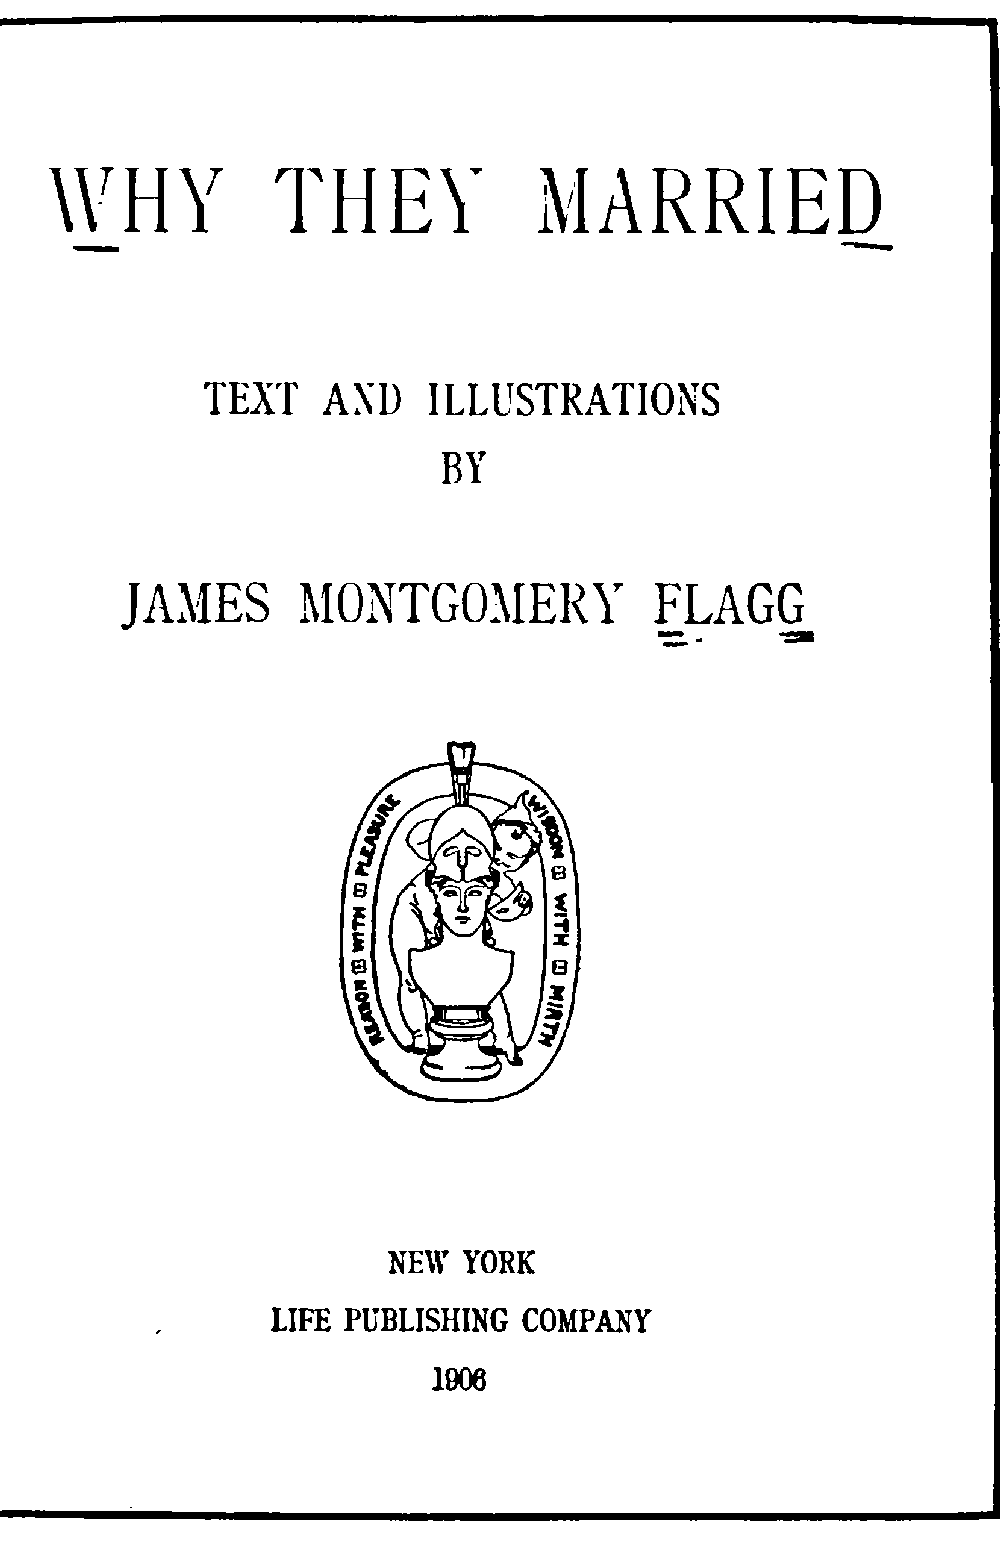 WHY THEY MARRIED
TEXT AND ILLUSTRATIONS
BY
JAMES MONTGOMERY FLAGG
REASON WITH PLEASURE
WISDOM WITH MIRTH
NEW YORK
LIFE PUBLISHING COMPANY
1906